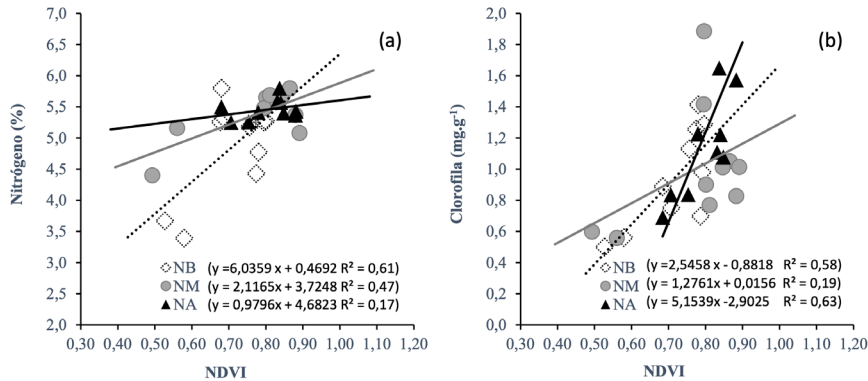 (a)
Nitrógeno (%)
7,0
6,5
6,0
5,5
5,0
4,5
4,0
3,5
3,0
2,5
2,0
NB (y=6,0359x + 0,4692 R² = 0,61)
NM (y = 2,1165x + 3,7248 R² = 0,47)
NA (y = 0,9796x + 4,6823 R² = 0,17)
0,30 0,40 0,50 0,60 0,70 0,80 0,90 1,00 1,10 1,20
NDVI
(b)
Clorofila (mg.g⁻¹)
2,0
1,8
1,6
1,4
1,2
1,0
0,8
0,6
0,4
0,2
0,0
NB (y=2,5458 x - 0,8818 R² = 0,58)
NM (y = 1,2761x + 0,0156 R² = 0,19)
NA (y = 5,1539x -2,9025 R² = 0,63)
0,30 0,40 0,50 0,60 0,70 0,80 0,90 1,00 1,10 1,20
NDVI